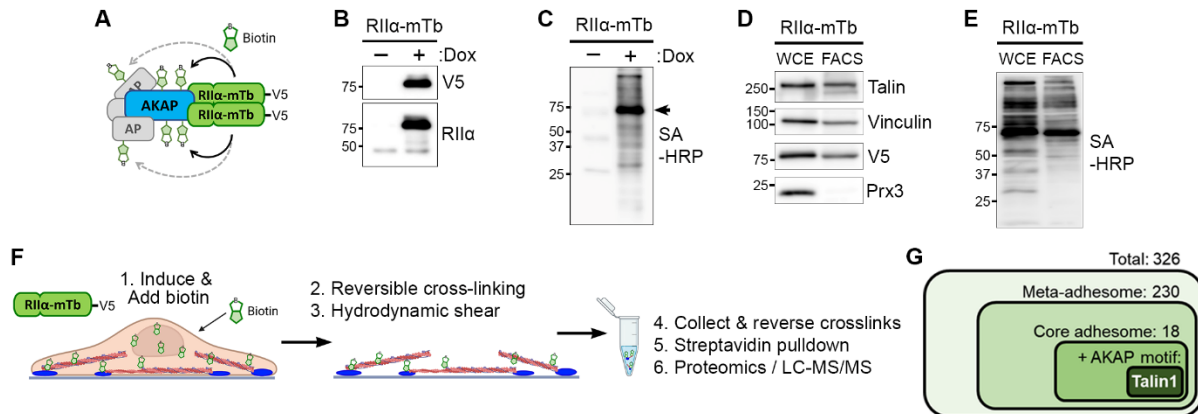 A
B
Biotin
AP
AKAP
RIIα-mTb
V5
RIIα-mTb
V5
AP
B
RIIα-mTb
– + :Dox
75
V5
75
50
RIIα
C
RIIα-mTb
– + :Dox
75
50
37
25
SA
-HRP
D
RIIα-mTb
WCE FACS
250
Talin
150
100
Vinculin
75
50
V5
25
Prx3
E
RIIα-mTb
WCE FACS
75
50
37
25
SA
-HRP
F
RIIα-mTb
V5
1. Induce &
Add biotin
B
Biotin
2. Reversible cross-linking
3. Hydrodynamic shear
4. Collect & reverse crosslinks
5. Streptavidin pulldown
6. Proteomics / LC-MS/MS
G
Total: 326
Meta-adhesome: 230
Core adhesome: 18
+ AKAP motif:
Talin1